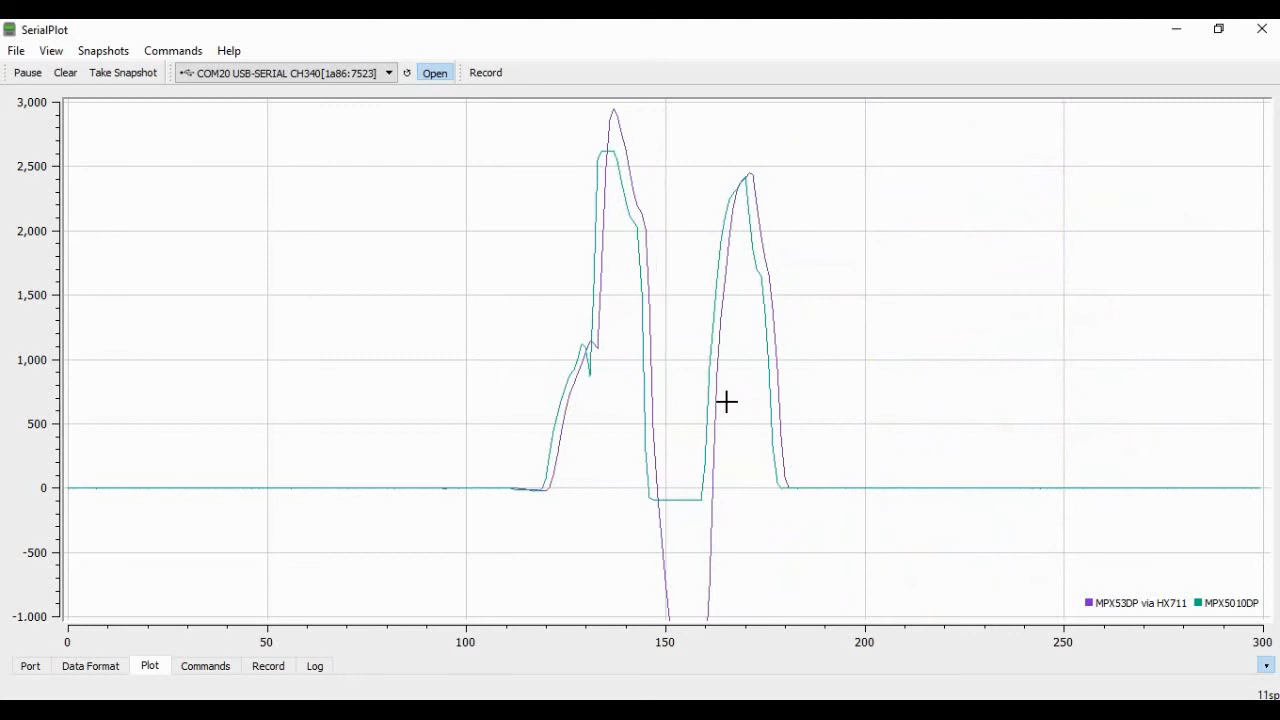 SerialPlot
File View Snapshots Commands Help
Pause Clear Take Snapshot COM20 USB-SERIAL CH340[1a86:7523] Open Record
3,000
2,500
2,000
1,500
1,000
500
0
-500
-1.000
MPX53DP via HX711 MPX5010DP
0 50 100 150 200 250 300
Port Data Format Plot Commands Record Log
11sp